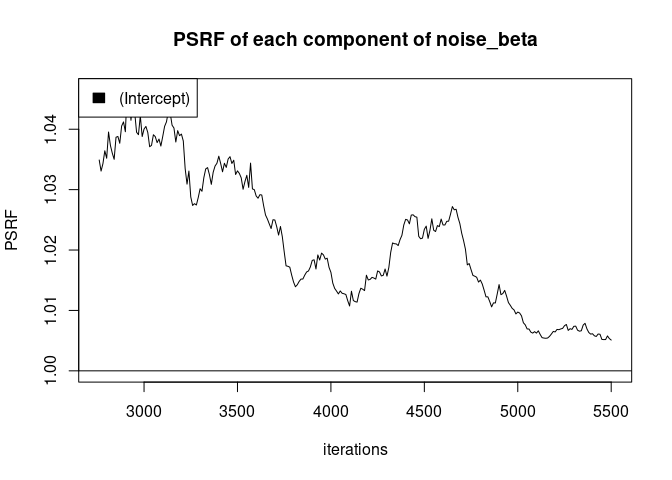 PSRF of each component of noise_beta
(Intercept)
PSRF
1.04
1.03
1.02
1.01
1.00
3000 3500 4000 4500 5000 5500
iterations